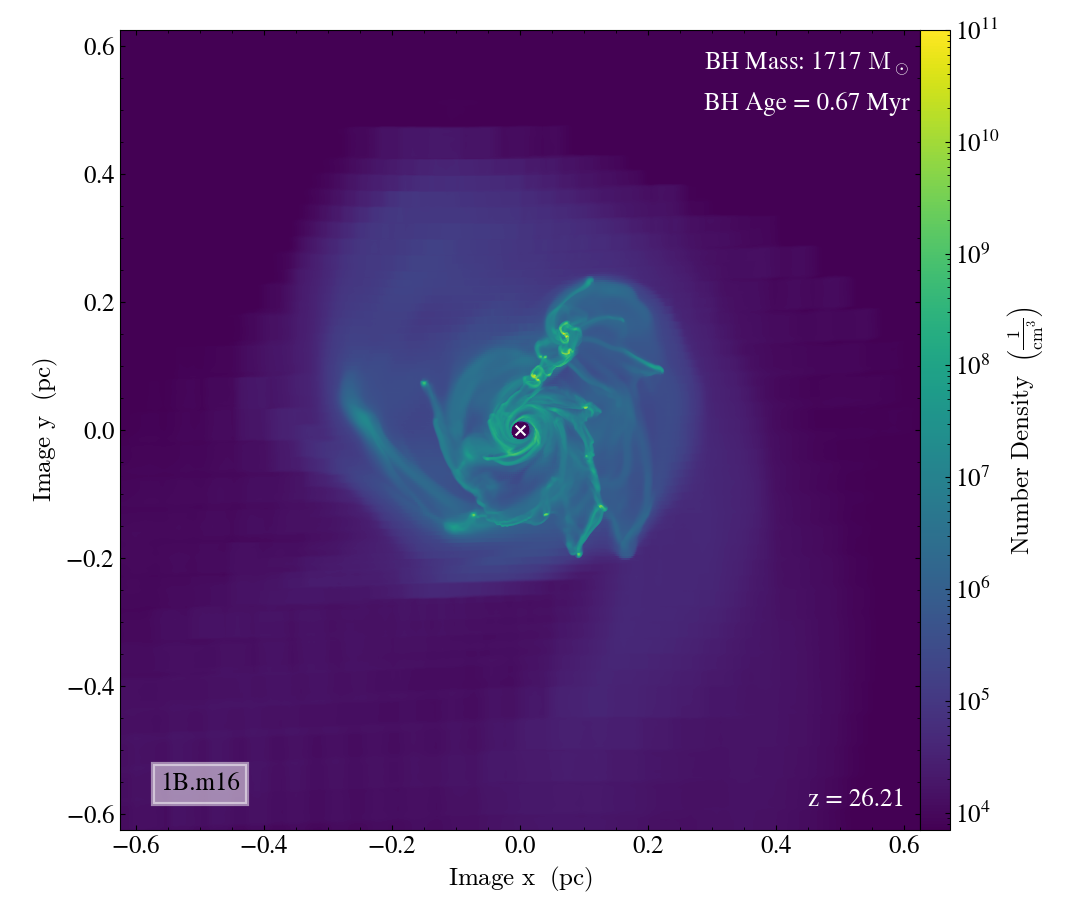 BH Mass: 1717 M☉
BH Age = 0.67 Myr
1B.m16
z = 26.21
0.6
0.4
0.2
0.0
−0.2
−0.4
−0.6
Image y (pc)
−0.6 −0.4 −0.2 0.0 0.2 0.4 0.6
Image x (pc)
10¹¹
10¹⁰
10⁹
10⁸
10⁷
10⁶
10⁵
10⁴
Number Density (1/cm³)